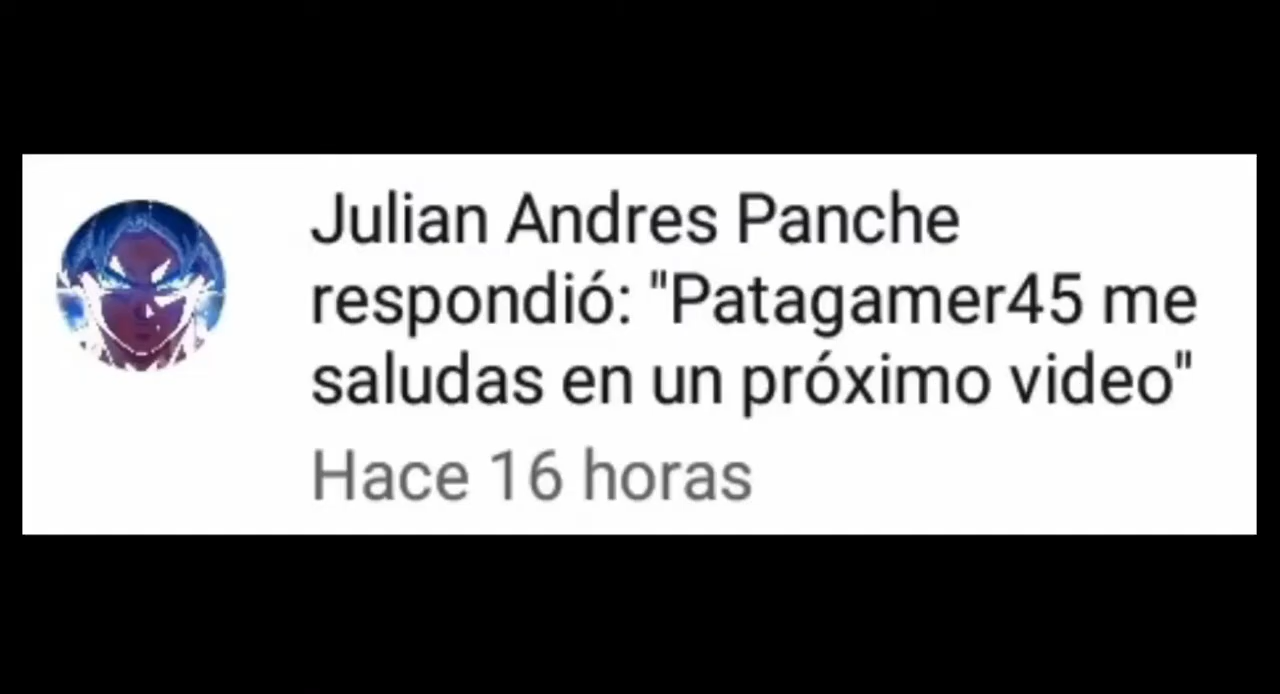 Julian Andres Panche
respondió: "Patagamer45 me
saludas en un próximo video"
Hace 16 horas